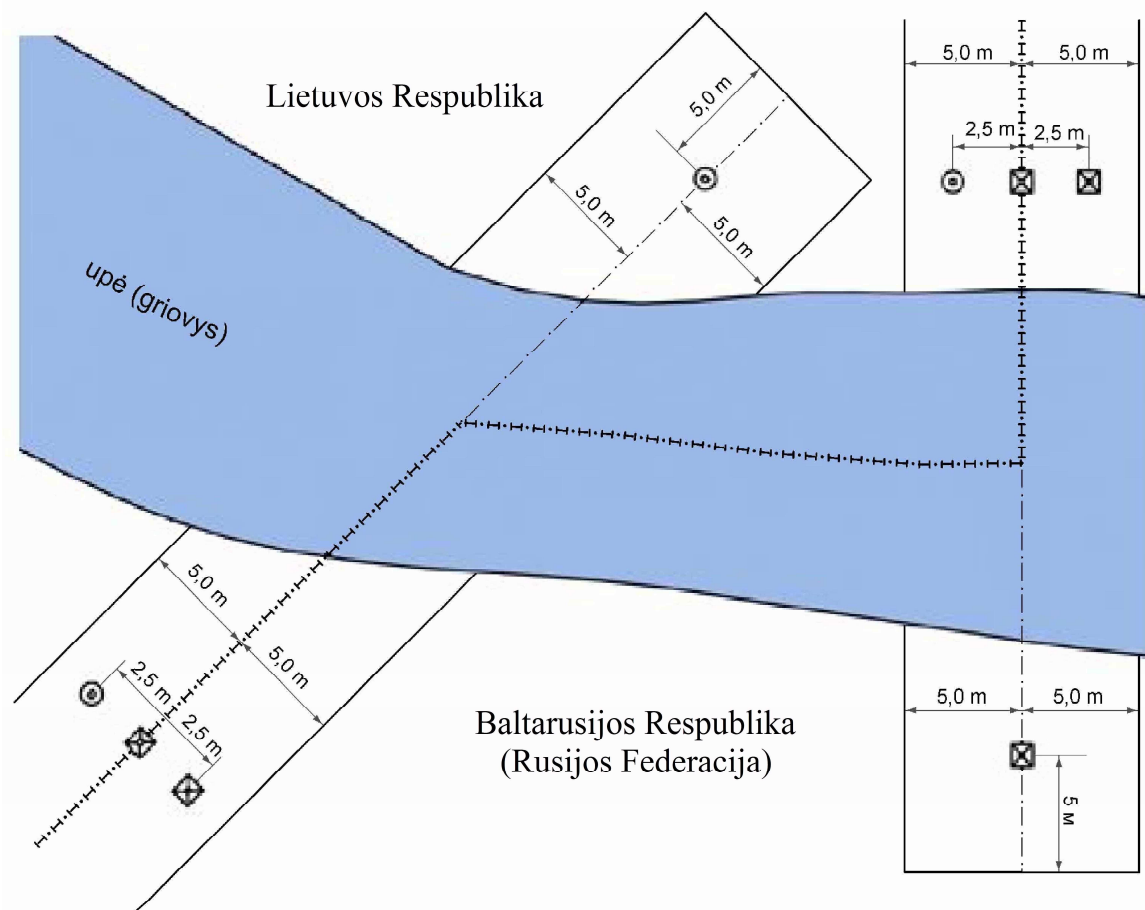 Lietuvos Respublika
5,0 m
5,0 m
5,0 m
5,0 m 5,0 m
2,5 m 2,5 m
upė (griovys)
5,0 m
5,0 m
2,5 m
2,5 m
Baltarusijos Respublika
(Rusijos Federacija)
5,0 m 5,0 m
5 м